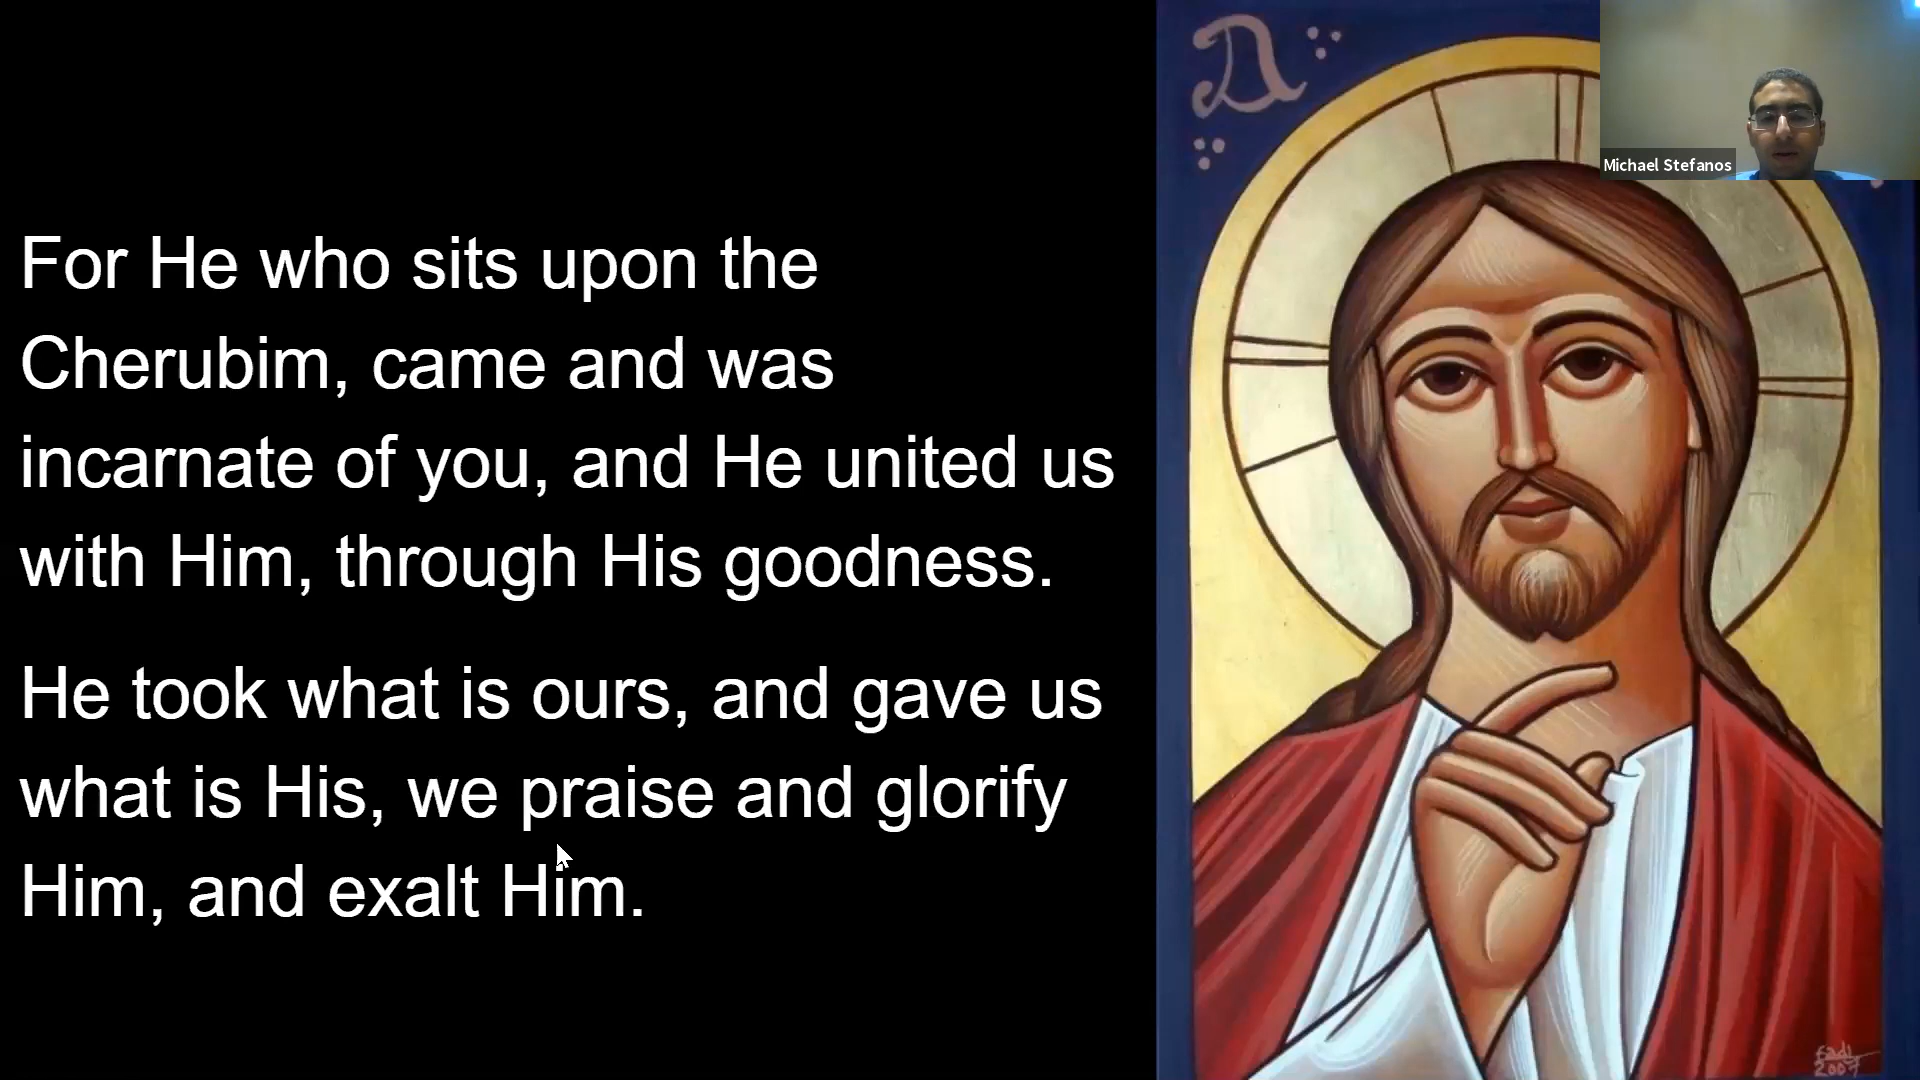 For He who sits upon the
Cherubim, came and was
incarnate of you, and He united us
with Him, through His goodness.
He took what is ours, and gave us
what is His, we praise and glorify
Him, and exalt Him.
Michael Stefanos
Fadi
2007